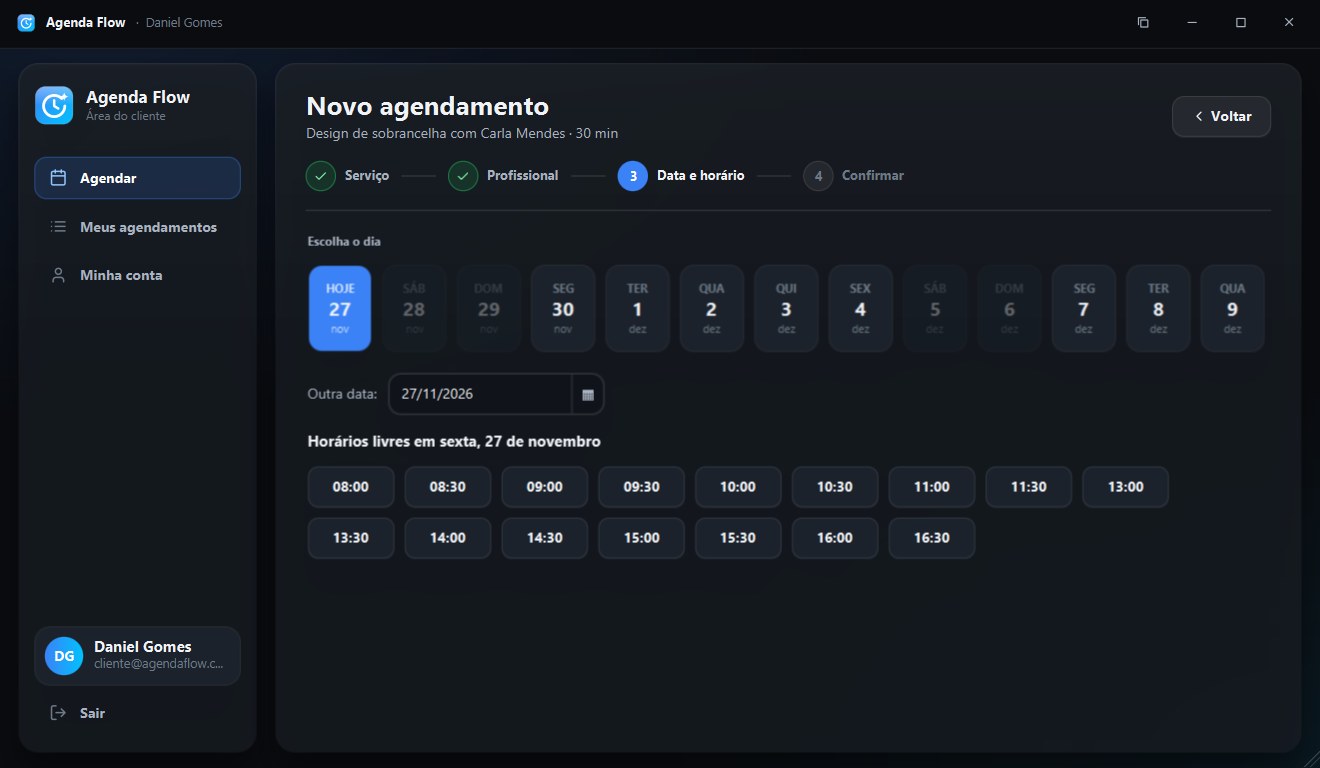 Agenda Flow · Daniel Gomes
Agenda Flow
Área do cliente
Agendar
Meus agendamentos
Minha conta
Daniel Gomes
DG
cliente@agendaflow.c...
Sair
Novo agendamento
Design de sobrancelha com Carla Mendes · 30 min
Voltar
Serviço
Profissional
3 Data e horário
4 Confirmar
Escolha o dia
HOJE SÁB DOM SEG TER QUA QUI SEX SÁB DOM SEG TER QUA
27 28 29 30 1 2 3 4 5 6 7 8 9
nov nov nov nov dez dez dez dez dez dez dez dez dez
Outra data: 27/11/2026
Horários livres em sexta, 27 de novembro
08:00 08:30 09:00 09:30 10:00 10:30 11:00 11:30 13:00
13:30 14:00 14:30 15:00 15:30 16:00 16:30